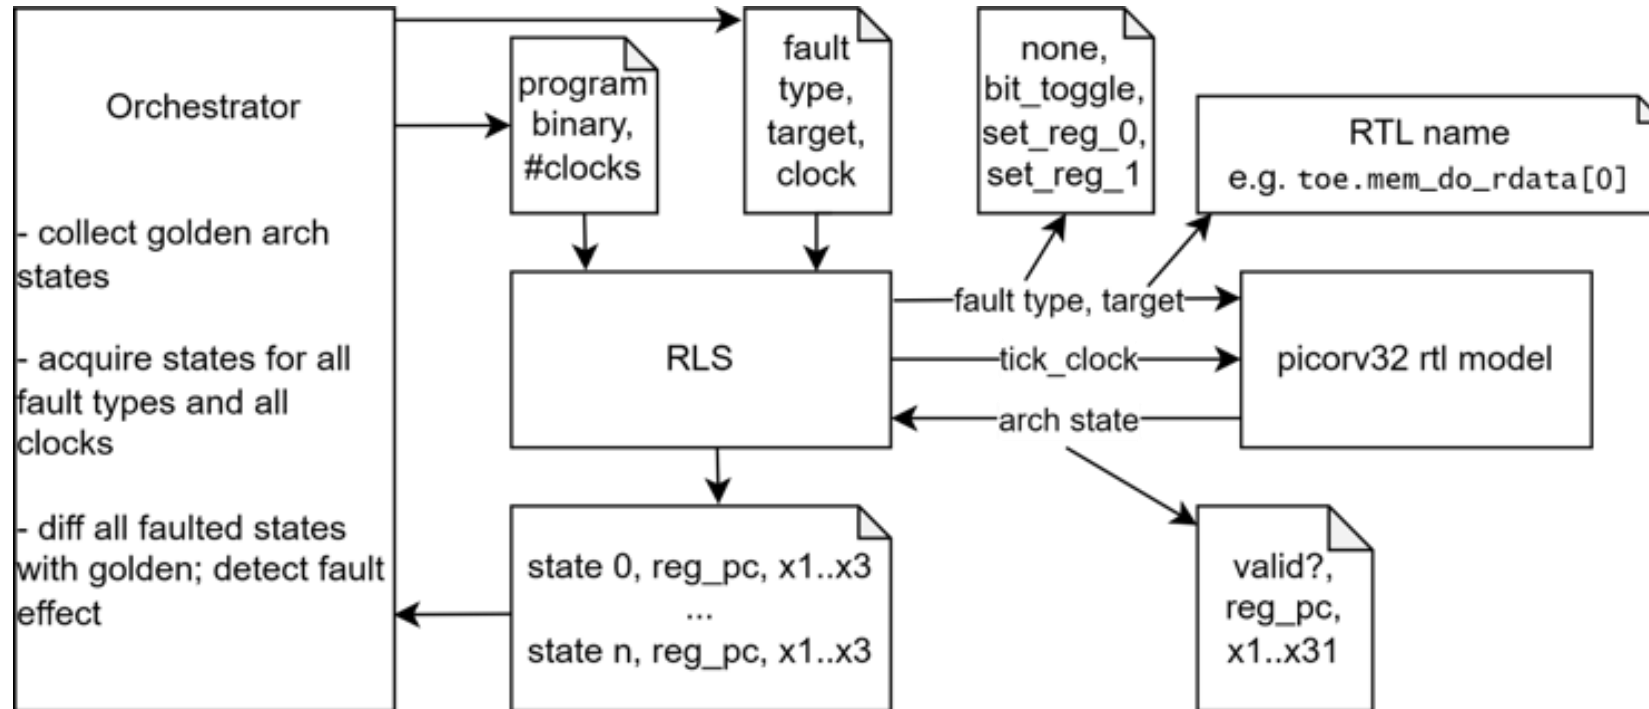 Orchestrator
- collect golden arch
states
- acquire states for all
fault types and all
clocks
- diff all faulted states
with golden; detect fault
effect
program
binary,
#clocks
fault
type,
target,
clock
none,
bit_toggle,
set_reg_0,
set_reg_1
RTL name
e.g. toe.mem_do_rdata[0]
RLS
fault type, target
tick_clock
arch state
picorv32 rtl model
state 0, reg_pc, x1..x3
...
state n, reg_pc, x1..x3
valid?,
reg_pc,
x1..x31